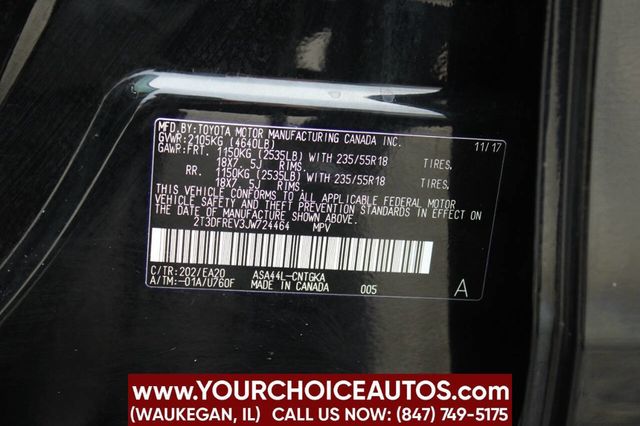 MFD.BY: TOYOTA MOTOR MANUFACTURING CANADA INC.
GVWR: 2105KG (4640LB) 11/17
GAWR: FRT. 1150KG (2535LB) WITH 235/55R18 TIRES,
18X7.5J RIMS.
RR. 1150KG (2535LB) WITH 235/55R18 TIRES,
18X7.5J RIMS.
THIS VEHICLE CONFORMS TO ALL APPLICABLE FEDERAL MOTOR
VEHICLE SAFETY AND THEFT PREVENTION STANDARDS IN EFFECT ON
THE DATE OF MANUFACTURE SHOWN ABOVE.
2T3DFREV3JW724464 MPV
C/TR: 202/EA20 ASA44L-CNTGKA
A/TM: -01A/U760F MADE IN CANADA 005 A
WWW.YOURCHOICEAUTOS.COM
(WAUKEGAN, IL) CALL US NOW: (847) 749-5175